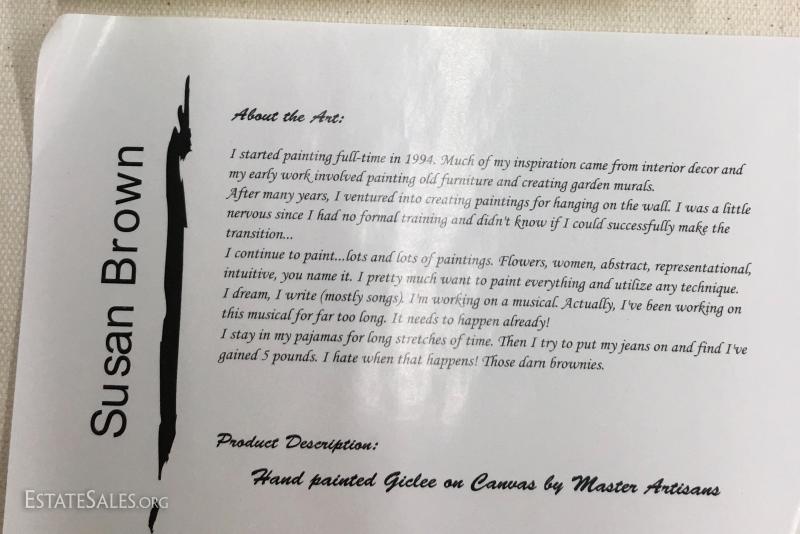 Susan Brown
About the Art:
I started painting full-time in 1994. Much of my inspiration came from interior decor and
my early work involved painting old furniture and creating garden murals.
After many years, I ventured into creating paintings for hanging on the wall. I was a little
nervous since I had no formal training and didn't know if I could successfully make the
transition...
I continue to paint...lots and lots of paintings. Flowers, women, abstract, representational,
intuitive, you name it. I pretty much want to paint everything and utilize any technique.
I dream, I write (mostly songs). I'm working on a musical. Actually, I've been working on
this musical for far too long. It needs to happen already!
I stay in my pajamas for long stretches of time. Then I try to put my jeans on and find I've
gained 5 pounds. I hate when that happens! Those darn brownies.
Product Description:
Hand painted Giclee on Canvas by Master Artisans
ESTATESALES.ORG